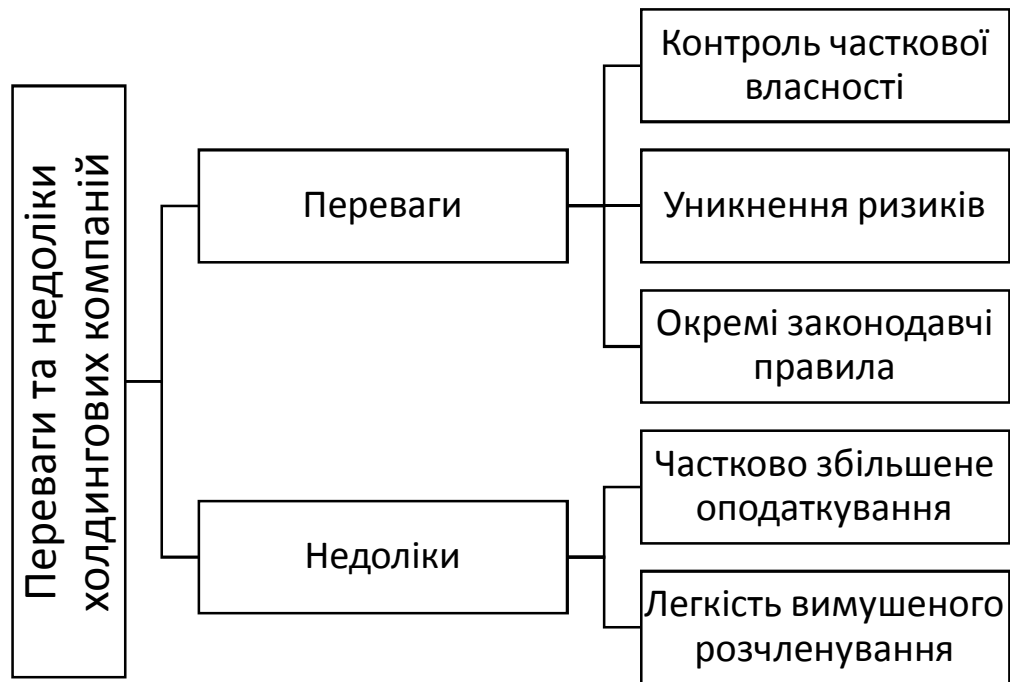 Переваги та недоліки
холдингових компаній
Переваги
Контроль часткової
власності
Уникнення ризиків
Окремі законодавчі
правила
Недоліки
Частково збільшене
оподаткування
Легкість вимушеного
розчленування